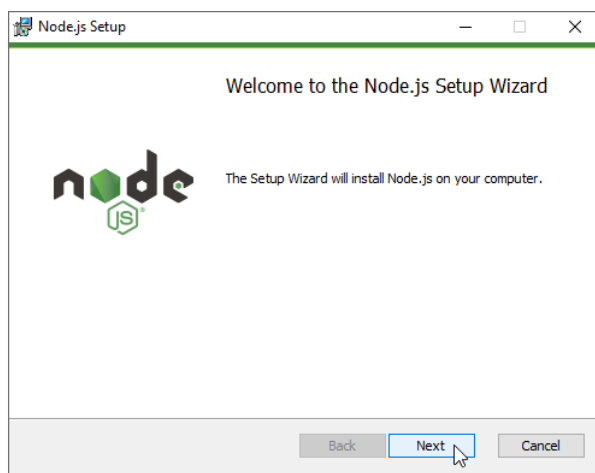 Node.js Setup
Welcome to the Node.js Setup Wizard
node
JS®
The Setup Wizard will install Node.js on your computer.
Back Next Cancel